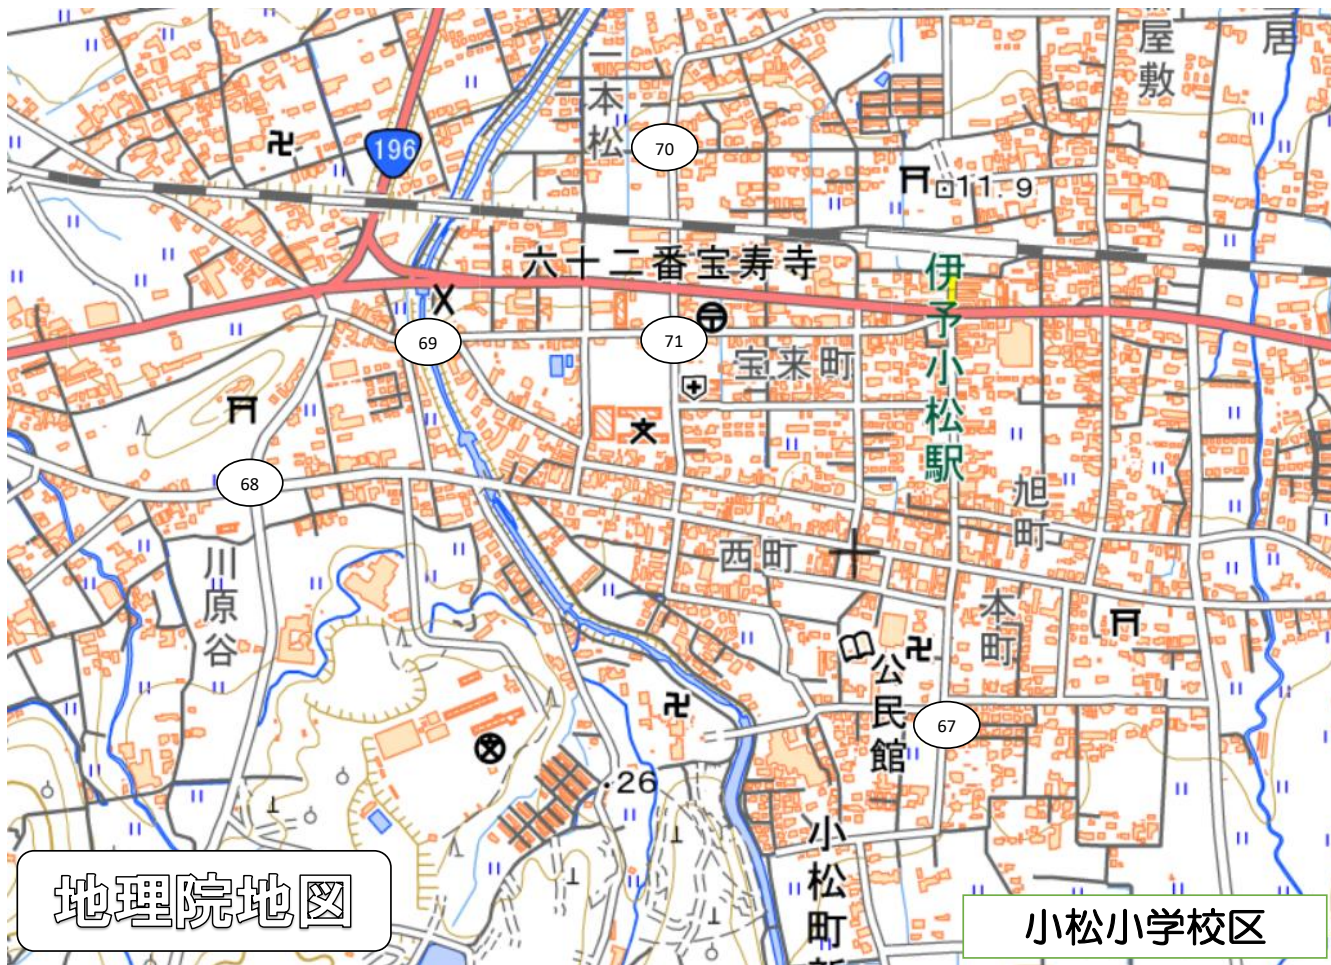 屋敷
居
一本松
196
70
11.9
六十二番宝寿寺
伊予小松駅
69
71
宝来町
68
旭町
西町
川原谷
本町
公民館
67
26
小松町
地理院地図
小松小学校区